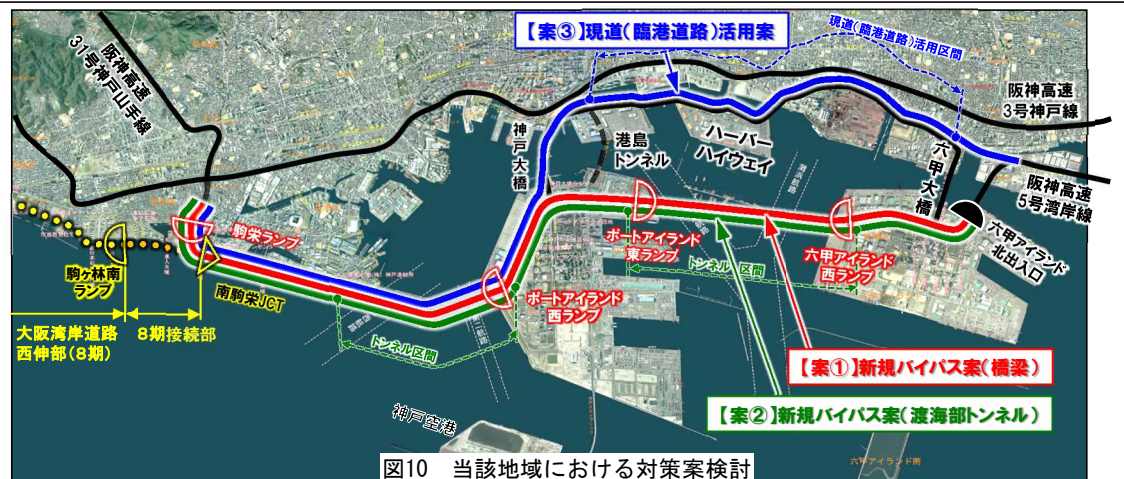 【案③】現道(臨港道路)活用案
現道(臨港道路)活用区間
阪神高速
31号神戸山手線
阪神高速
3号神戸線
神戸大橋
港島
トンネル
ハーバー
ハイウェイ
六甲大橋
阪神高速
5号湾岸線
駒栄ランプ
駒ヶ林南
ランプ
南駒栄JCT
ポートアイランド
東ランプ
六甲アイランド
西ランプ
六甲アイランド
北出入口
ポートアイランド
西ランプ
トンネル区間
トンネル区間
大阪湾岸道路
西伸部(8期)
8期接続部
【案①】新規バイパス案(橋梁)
【案②】新規バイパス案(渡海部トンネル)
神戸空港
六甲アイランド南
図10 当該地域における対策案検討